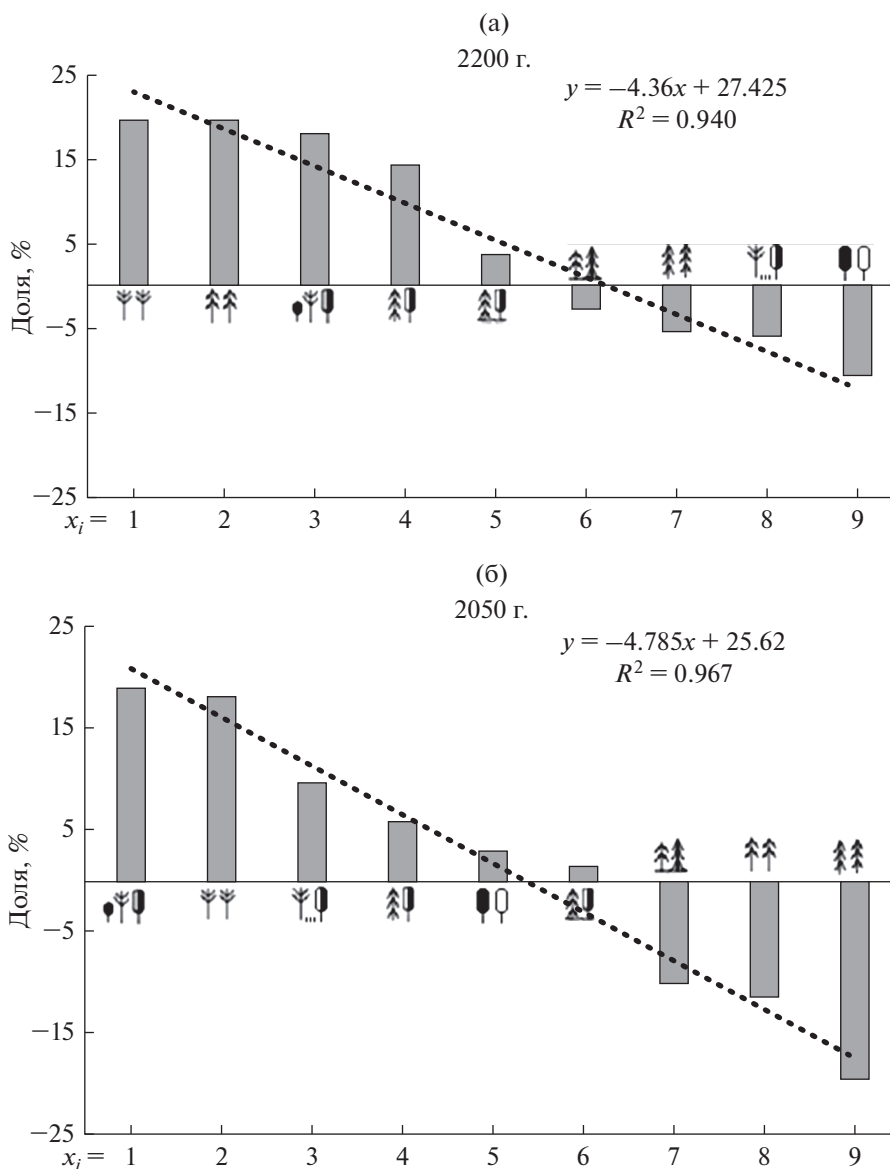 (а)
2200 г.
y = −4.36x + 27.425
R² = 0.940
25
15
5
−5
−15
−25
Доля, %
xᵢ = 1 2 3 4 5 6 7 8 9
(б)
2050 г.
y = −4.785x + 25.62
R² = 0.967
25
15
5
−5
−15
−25
Доля, %
xᵢ = 1 2 3 4 5 6 7 8 9